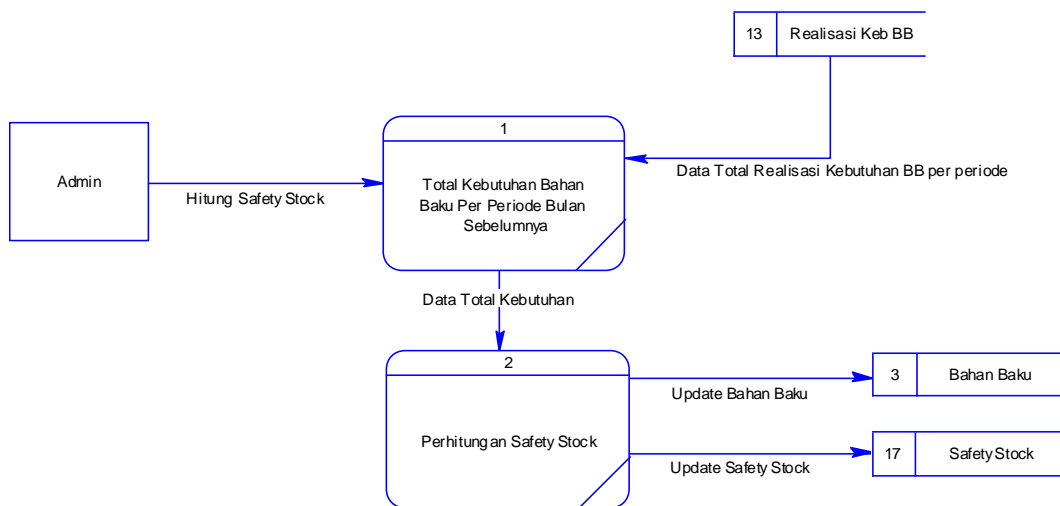 13 Realisasi Keb BB
1
Admin
Hitung Safety Stock
Data Total Realisasi Kebutuhan BB per periode
Total Kebutuhan Bahan
Baku Per Periode Bulan
Sebelumnya
Data Total Kebutuhan
2
3 Bahan Baku
Update Bahan Baku
Perhitungan Safety Stock
17 Safety Stock
Update Safety Stock